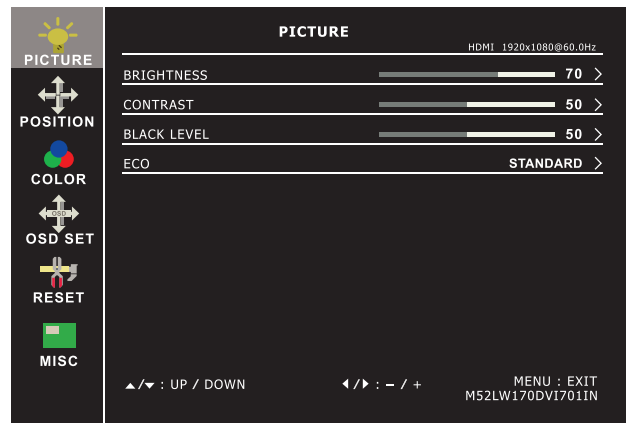 PICTURE
HDMI 1920x1080@60.0Hz
PICTURE
BRIGHTNESS 70 >
CONTRAST 50 >
POSITION
BLACK LEVEL 50 >
ECO STANDARD >
COLOR
OSD
OSD SET
RESET
MISC
▲/▼ : UP / DOWN ◀/▶ : – / + MENU : EXIT
M52LW170DVI701IN